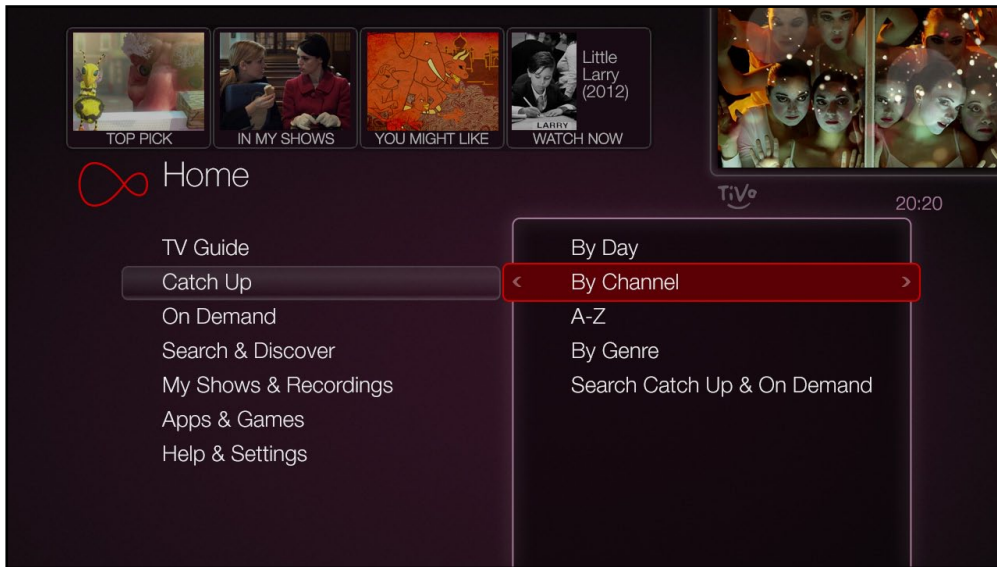 Little
Larry
(2012)
LARRY
TOP PICK
IN MY SHOWS
YOU MIGHT LIKE
WATCH NOW
Home
TiVo
20:20
TV Guide
Catch Up
On Demand
Search & Discover
My Shows & Recordings
Apps & Games
Help & Settings
By Day
By Channel
A-Z
By Genre
Search Catch Up & On Demand